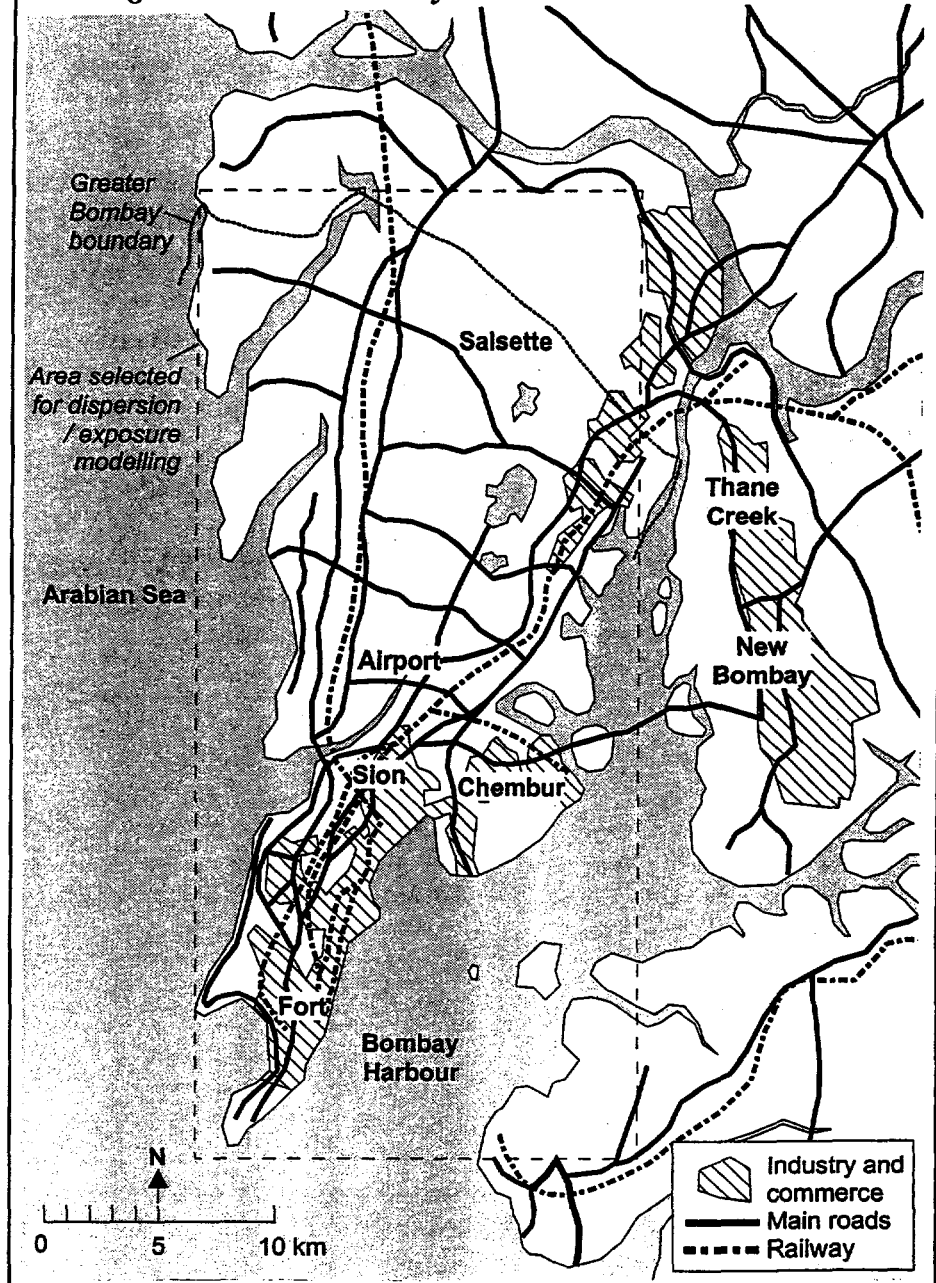 Greater
Bombay
boundary
Salsette
Area selected
for dispersion
/ exposure
modelling
Thane
Creek
Arabian Sea
New
Bombay
Airport
Sion
Chembur
Fort
Bombay
Harbour
N
0 5 10 km
Industry and
commerce
Main roads
Railway